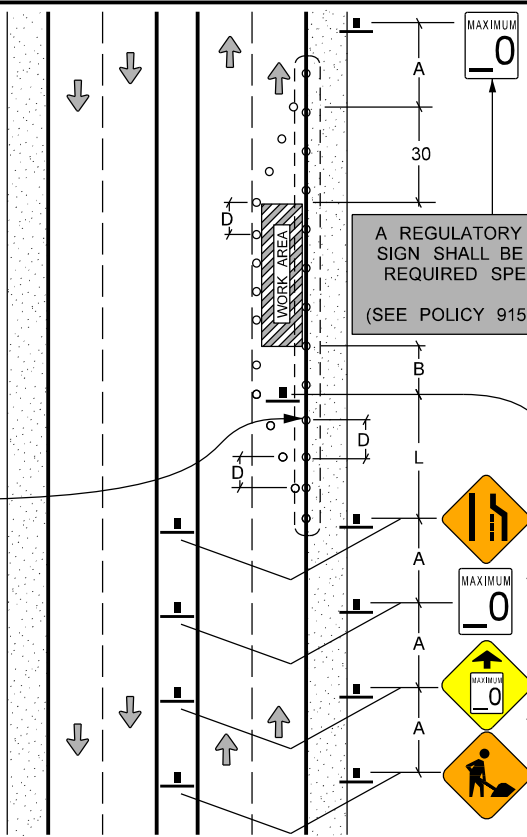 MAXIMUM
_0
A
30
D
WORK AREA
A REGULATORY
SIGN SHALL BE
REQUIRED SPE
(SEE POLICY 915
B
D
D
L
A
MAXIMUM
_0
A
MAXIMUM
_0
A